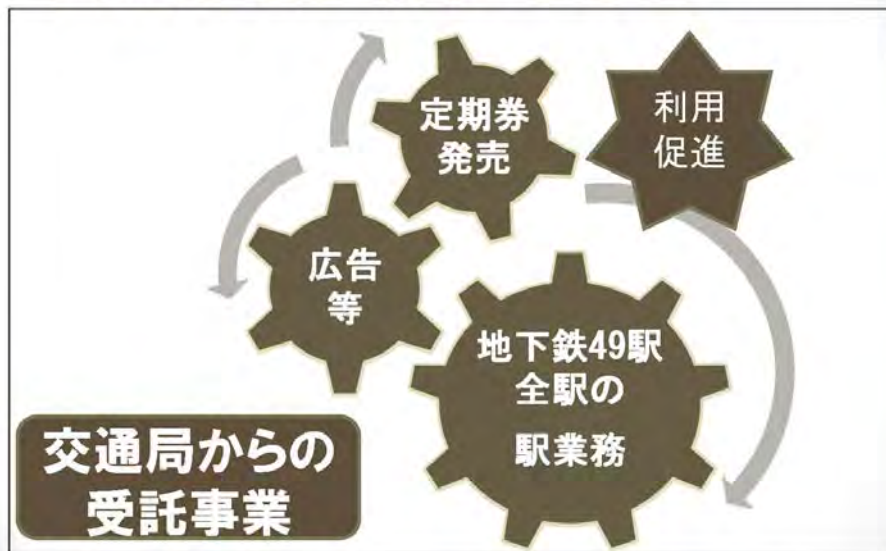 定期券
発売
利用
促進
広告
等
地下鉄49駅
全駅の
駅業務
交通局からの
受託事業